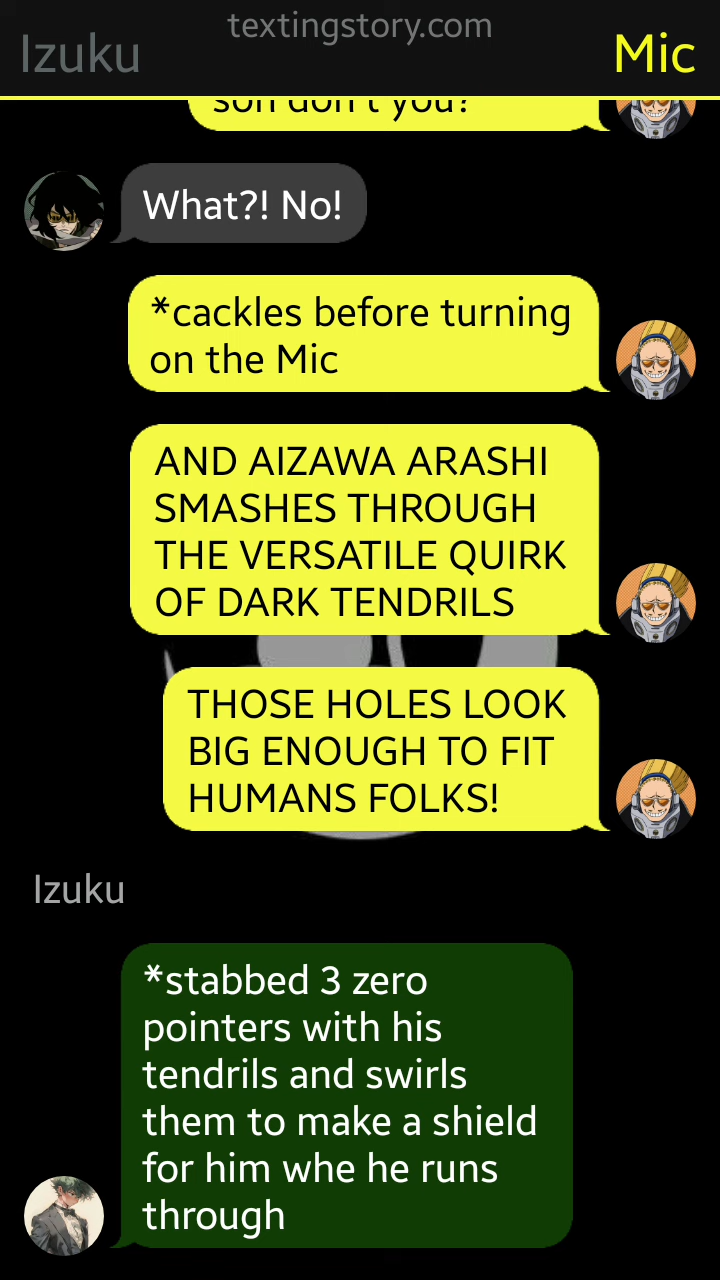 textingstory.com
Izuku
Mic
son don't you?
What?! No!
*cackles before turning
on the Mic
AND AIZAWA ARASHI
SMASHES THROUGH
THE VERSATILE QUIRK
OF DARK TENDRILS
THOSE HOLES LOOK
BIG ENOUGH TO FIT
HUMANS FOLKS!
Izuku
*stabbed 3 zero
pointers with his
tendrils and swirls
them to make a shield
for him whe he runs
through